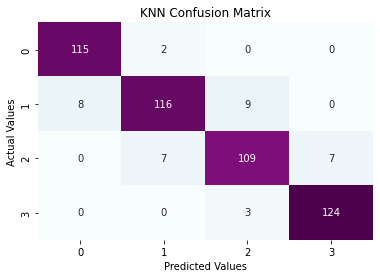 KNN Confusion Matrix
Actual Values
0 115 2 0 0
1 8 116 9 0
2 0 7 109 7
3 0 0 3 124
0 1 2 3
Predicted Values